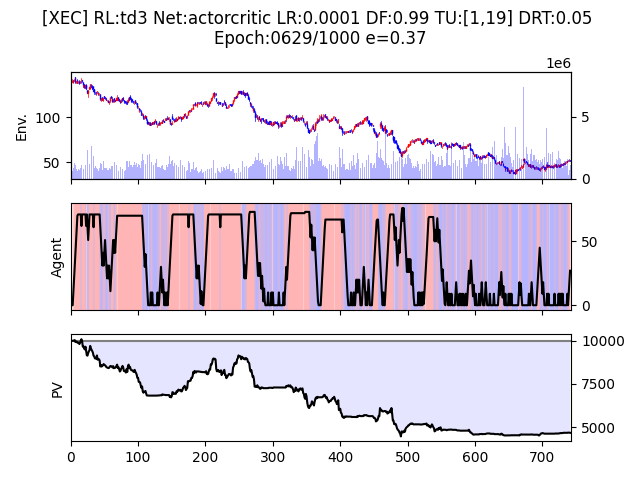 [XEC] RL:td3 Net:actorcritic LR:0.0001 DF:0.99 TU:[1,19] DRT:0.05
Epoch:0629/1000 e=0.37
1e6
Env.
100
50
5
0
Agent
50
0
PV
10000
7500
5000
0 100 200 300 400 500 600 700